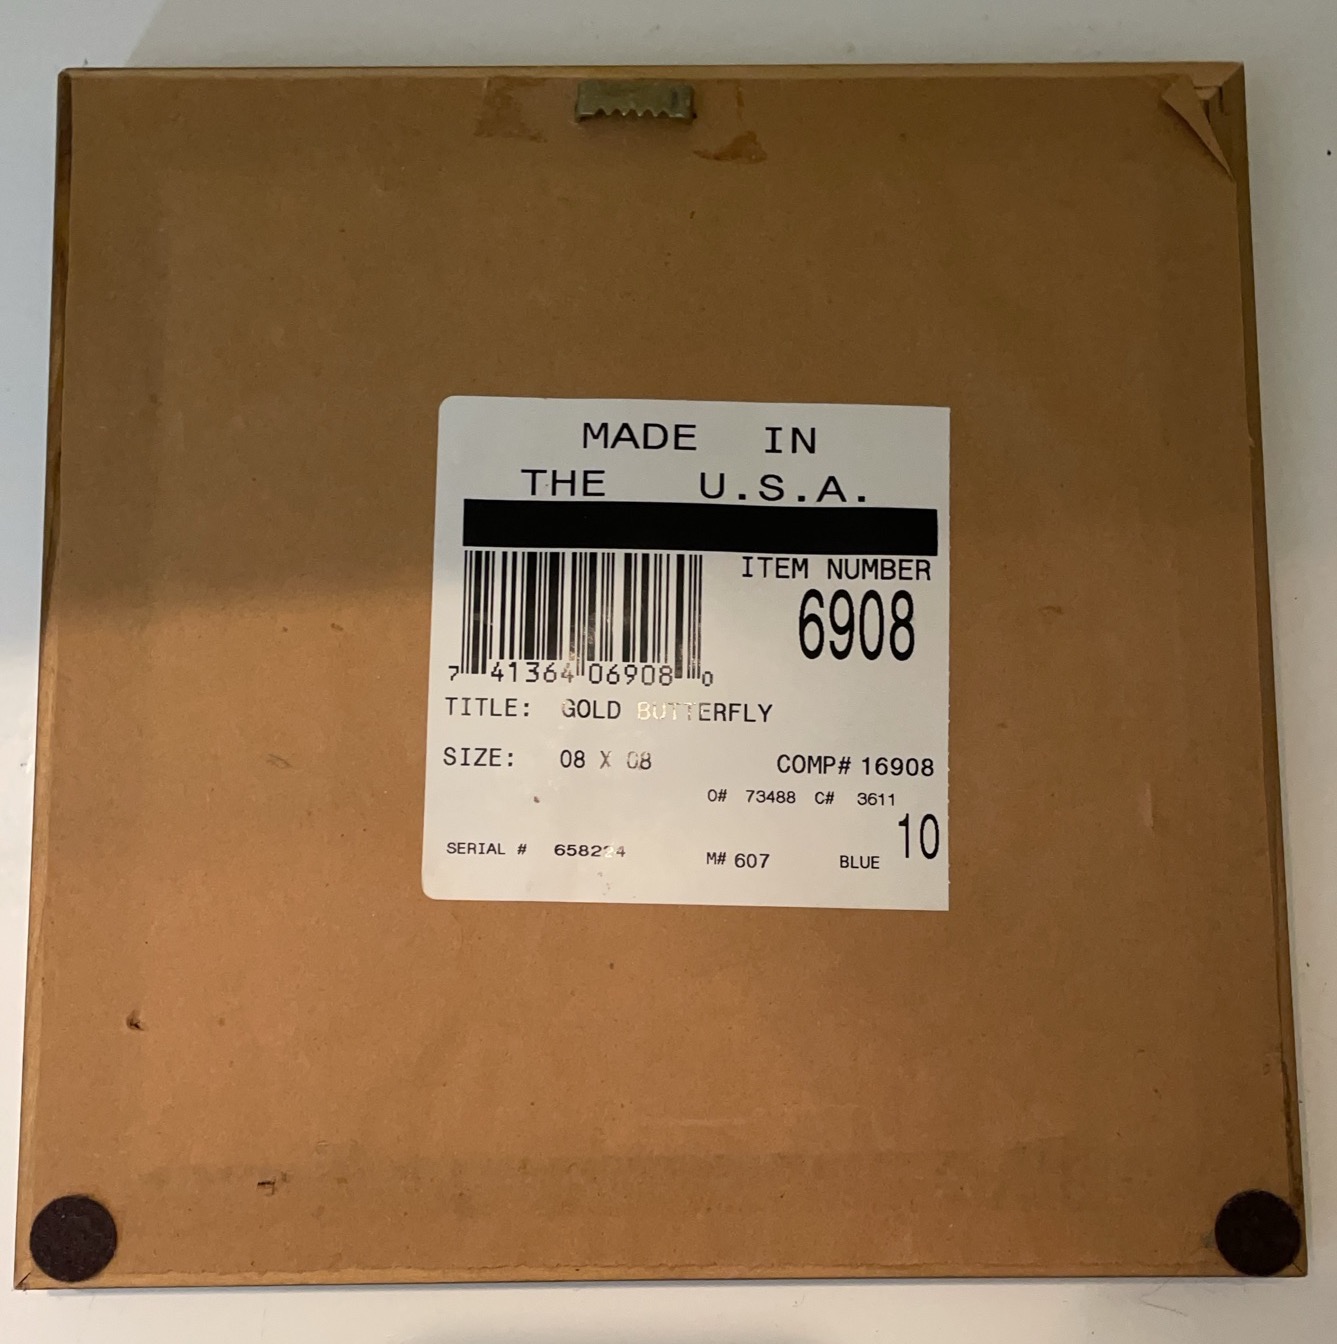 MADE IN
THE U.S.A.
ITEM NUMBER
6908
7 41364 06908 0
TITLE: GOLD BUTTERFLY
SIZE: 08 X 08
COMP# 16908
O# 73488 C# 3611
10
SERIAL # 658224
M# 607
BLUE